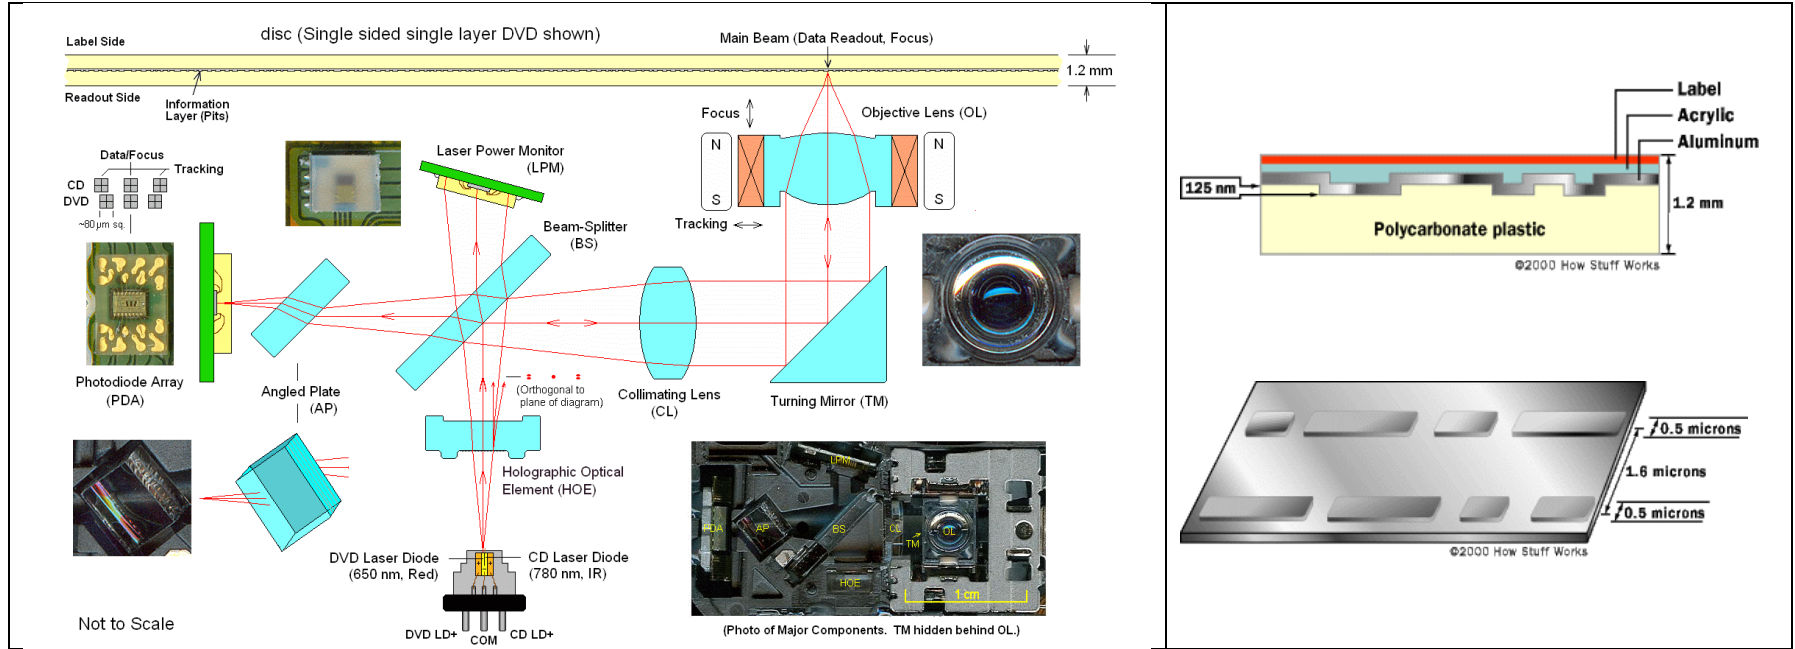 disc (Single sided single layer DVD shown)
Label Side
Main Beam (Data Readout, Focus)
1.2 mm
Readout Side
Information
Layer (Pits)
Focus
Objective Lens (OL)
N
S
N
S
Tracking
Data/Focus
Tracking
CD
DVD
~80µm sq.
Laser Power Monitor
(LPM)
Beam-Splitter
(BS)
Photodiode Array
(PDA)
Angled Plate
(AP)
(Orthogonal to
plane of diagram)
Collimating Lens
(CL)
Turning Mirror (TM)
Holographic Optical
Element (HOE)
DVD Laser Diode
(650 nm, Red)
CD Laser Diode
(780 nm, IR)
DVD LD+
COM
CD LD+
Not to Scale
LPM
PDA
AP
BS
CL
TM
OL
HOE
1 cm
(Photo of Major Components. TM hidden behind OL.)
Label
Acrylic
Aluminum
125 nm
1.2 mm
Polycarbonate plastic
©2000 How Stuff Works
0.5 microns
1.6 microns
0.5 microns
©2000 How Stuff Works